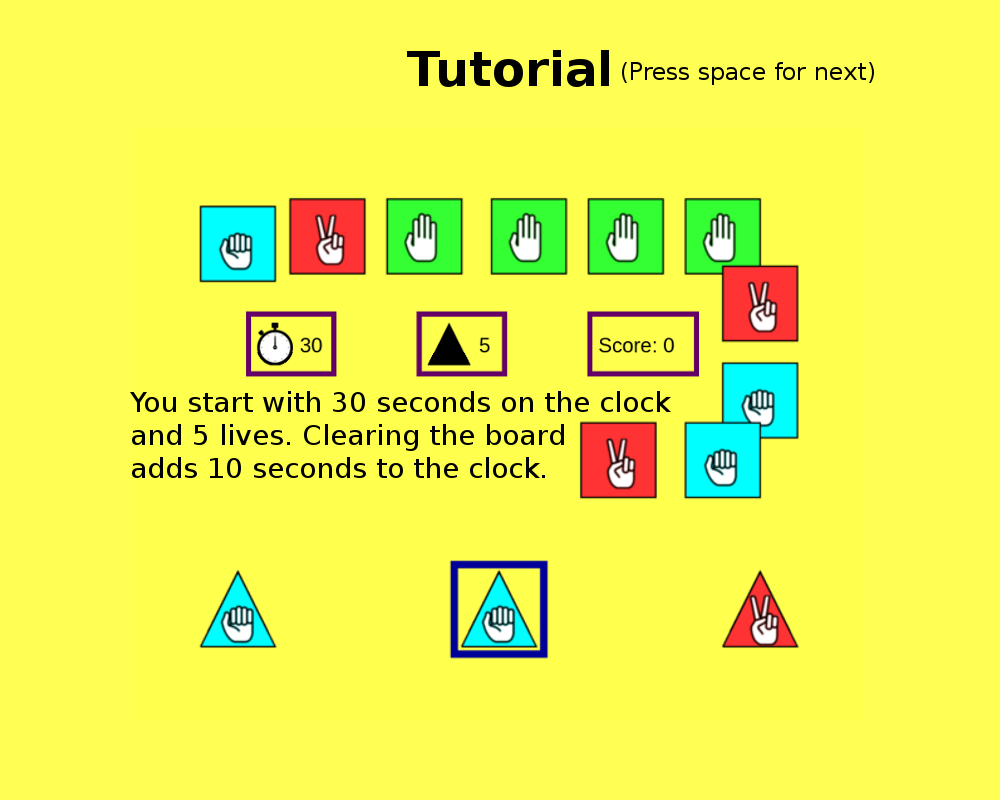 Tutorial (Press space for next)
30
5
Score: 0
You start with 30 seconds on the clock
and 5 lives. Clearing the board
adds 10 seconds to the clock.